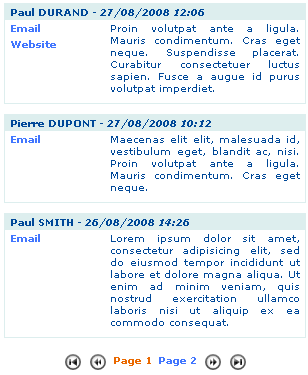 Paul DURAND - 27/08/2008 12:06
Email
Website
Proin volutpat ante a ligula.
Mauris condimentum. Cras eget
neque. Suspendisse placerat.
Curabitur consectetuer luctus
sapien. Fusce a augue id purus
volutpat imperdiet.
Pierre DUPONT - 27/08/2008 10:12
Email
Maecenas elit elit, malesuada id,
vestibulum eget, blandit ac, nisi.
Proin volutpat ante a ligula.
Mauris condimentum. Cras eget
neque.
Paul SMITH - 26/08/2008 14:26
Email
Lorem ipsum dolor sit amet,
consectetur adipisicing elit, sed
do eiusmod tempor incididunt ut
labore et dolore magna aliqua. Ut
enim ad minim veniam, quis
nostrud exercitation ullamco
laboris nisi ut aliquip ex ea
commodo consequat.
Page 1 Page 2